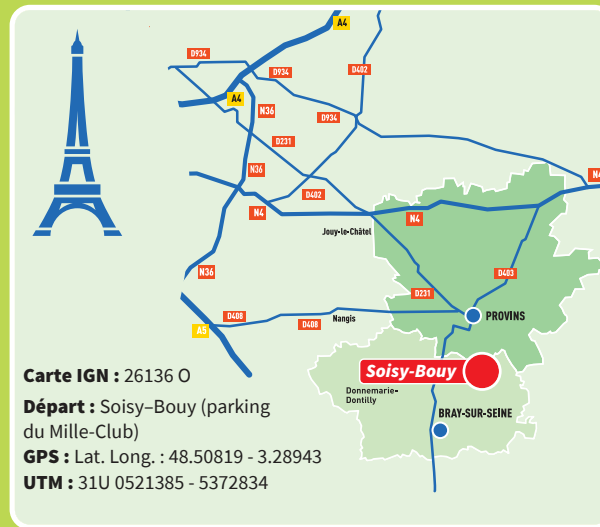 A4
D934
D934
D402
A4
N36
D934
D231
N36
N4
D402
N4
N4
Jouy-le-Châtel
N36
D231
D403
A5
D408
D408
Nangis
PROVINS
Soisy-Bouy
Donnemarie-
Dontilly
BRAY-SUR-SEINE
Carte IGN : 26136 O
Départ : Soisy–Bouy (parking
du Mille-Club)
GPS : Lat. Long. : 48.50819 - 3.28943
UTM : 31U 0521385 - 5372834